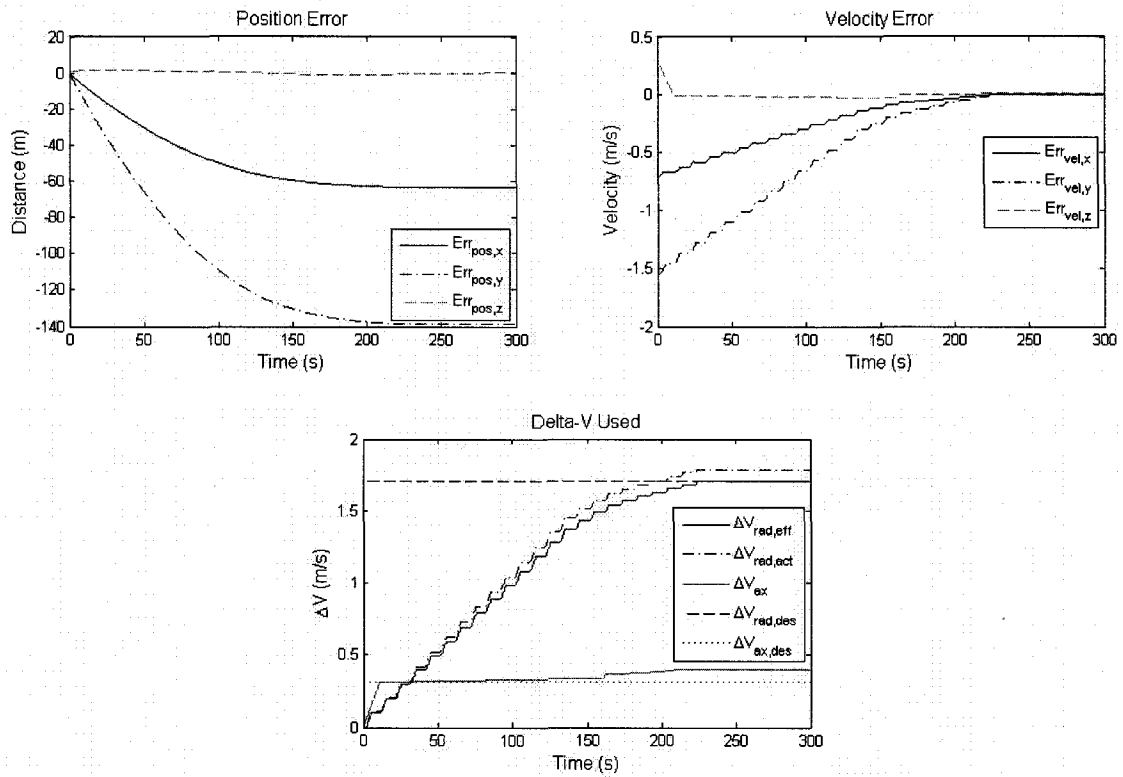 Position Error
20
0
-20
-40
-60
-80
-100
-120
-140
Distance (m)
Err_pos,x
Err_pos,y
Err_pos,z
0 50 100 150 200 250 300
Time (s)
Velocity Error
0.5
0
-0.5
-1
-1.5
-2
Velocity (m/s)
Err_vel,x
Err_vel,y
Err_vel,z
0 50 100 150 200 250 300
Time (s)
Delta-V Used
2
1.5
1
0.5
0
ΔV (m/s)
ΔV_rad,eff
ΔV_rad,act
ΔV_ax
ΔV_rad,des
ΔV_ax,des
0 50 100 150 200 250 300
Time (s)